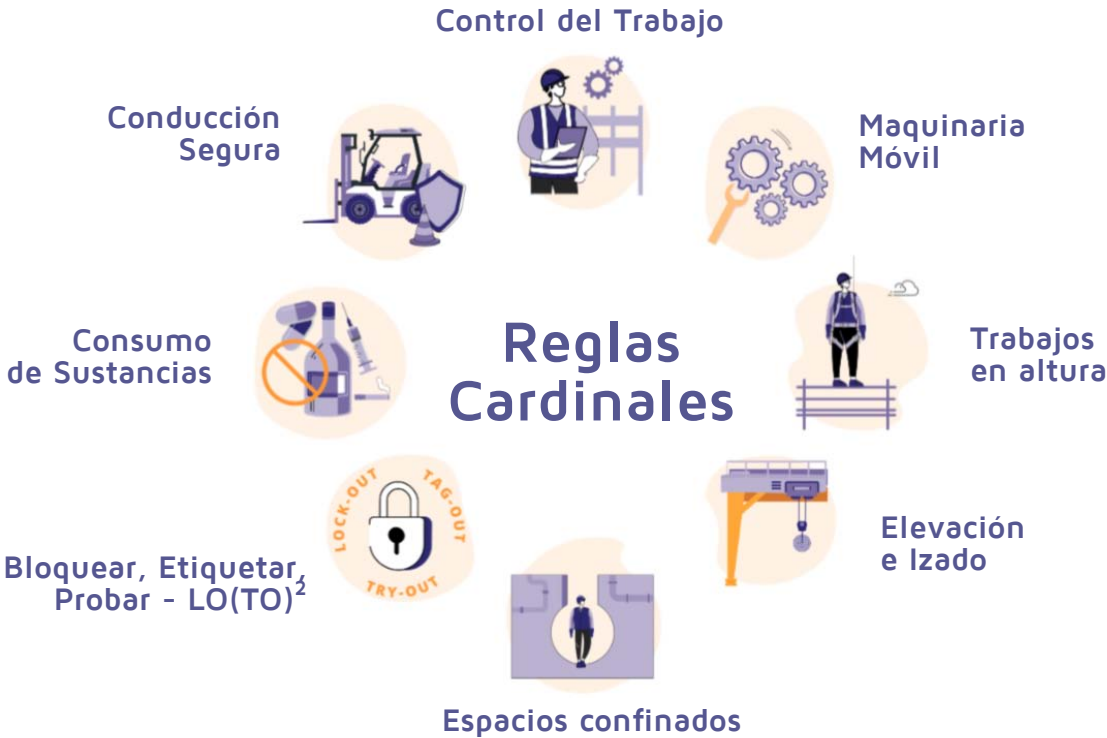 Control del Trabajo
Conducción
Segura
Maquinaria
Móvil
Consumo
de Sustancias
Reglas
Cardinales
Trabajos
en altura
LOCK-OUT
TAG-OUT
TRY-OUT
Bloquear, Etiquetar,
Probar - LO(TO)²
Elevación
e Izado
Espacios confinados